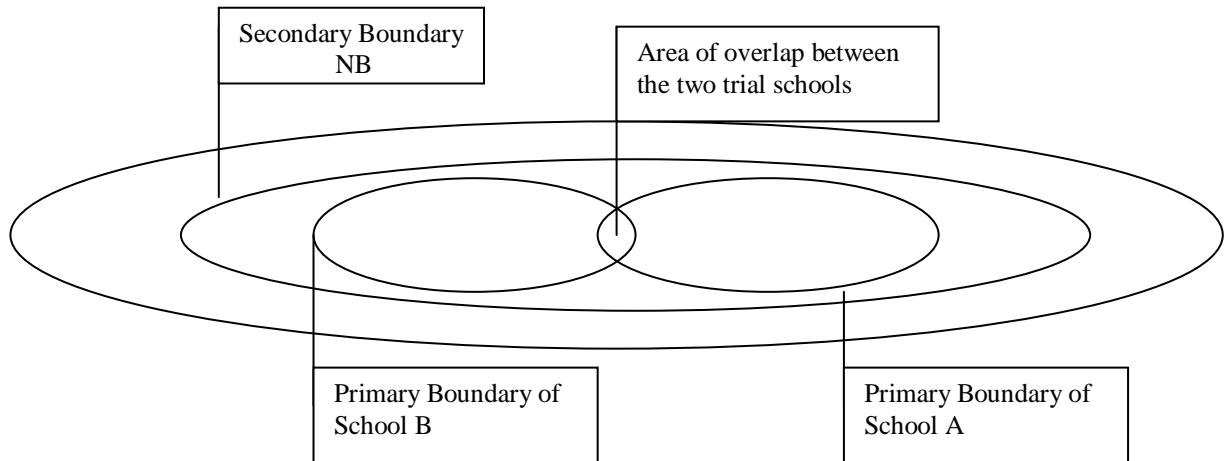 Secondary Boundary
NB
Area of overlap between
the two trial schools
Primary Boundary of
School B
Primary Boundary of
School A